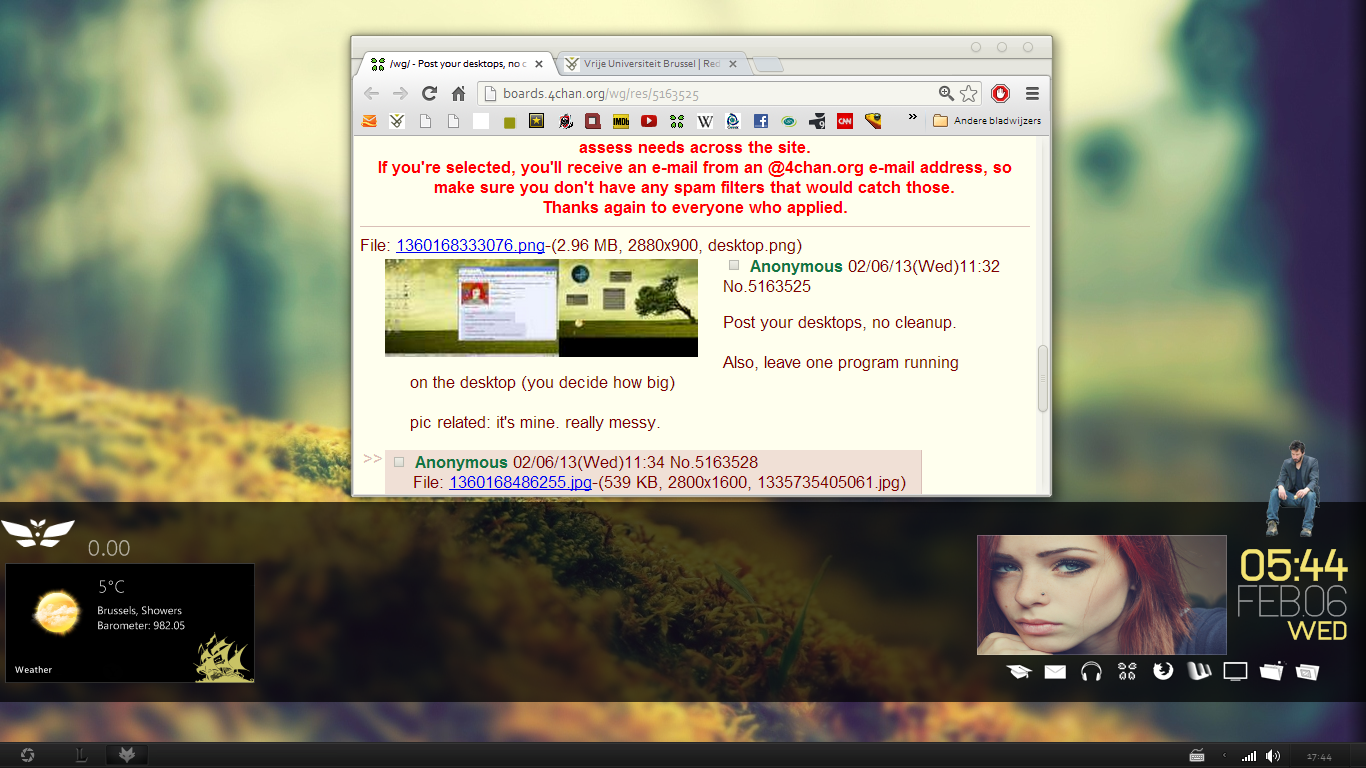 /wg/ - Post your desktops, no c
Vrije Universiteit Brussel | Red
boards.4chan.org/wg/res/5163525
IMDb
W
CNN
»
Andere bladwijzers
assess needs across the site.
If you're selected, you'll receive an e-mail from an @4chan.org e-mail address, so
make sure you don't have any spam filters that would catch those.
Thanks again to everyone who applied.
File: 1360168333076.png-(2.96 MB, 2880x900, desktop.png)
Anonymous 02/06/13(Wed)11:32
No.5163525
Post your desktops, no cleanup.
Also, leave one program running
on the desktop (you decide how big)
pic related: it's mine. really messy.
>> Anonymous 02/06/13(Wed)11:34 No.5163528
File: 1360168486255.jpg-(539 KB, 2800x1600, 1335735405061.jpg)
0.00
5°C
Brussels, Showers
Barometer: 982.05
Weather
05:44
FEB.06
WED
L
17:44